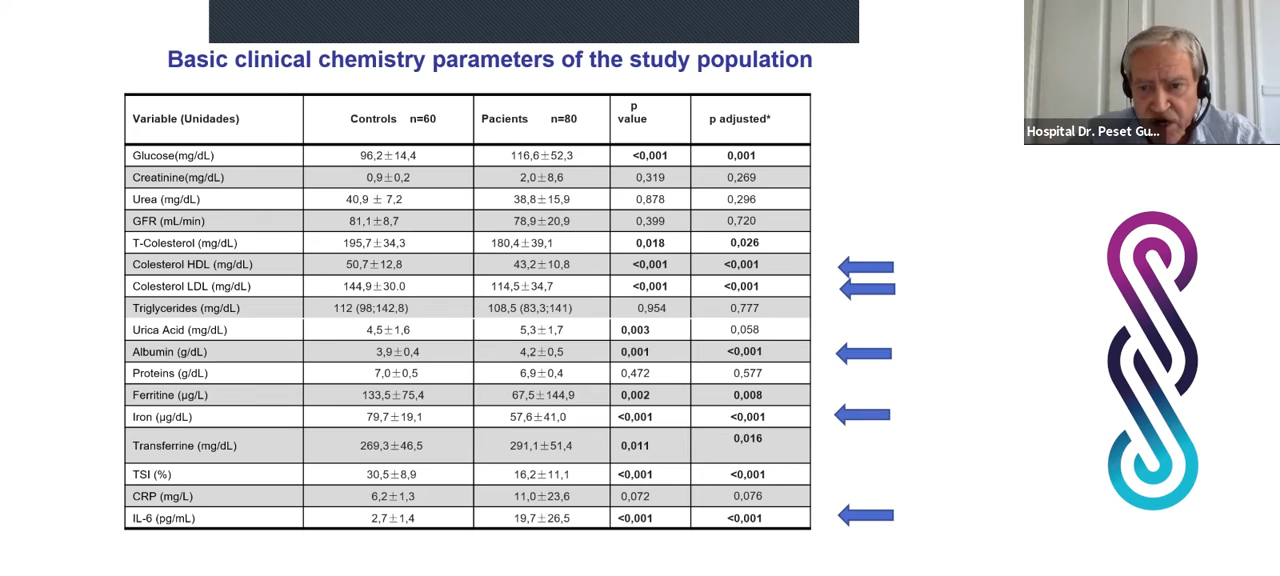 Basic clinical chemistry parameters of the study population
Variable (Unidades) Controls n=60 Pacients n=80 p value p adjusted*
Glucose(mg/dL) 96,2±14,4 116,6±52,3 <0,001 0,001
Creatinine(mg/dL) 0,9±0,2 2,0±8,6 0,319 0,269
Urea (mg/dL) 40,9 ± 7,2 38,8±15,9 0,878 0,296
GFR (mL/min) 81,1±8,7 78,9±20,9 0,399 0,720
T-Colesterol (mg/dL) 195,7±34,3 180,4±39,1 0,018 0,026
Colesterol HDL (mg/dL) 50,7±12,8 43,2±10,8 <0,001 <0,001
Colesterol LDL (mg/dL) 144,9±30.0 114,5±34,7 <0,001 <0,001
Triglycerides (mg/dL) 112 (98;142,8) 108,5 (83,3;141) 0,954 0,777
Urica Acid (mg/dL) 4,5±1,6 5,3±1,7 0,003 0,058
Albumin (g/dL) 3,9±0,4 4,2±0,5 0,001 <0,001
Proteins (g/dL) 7,0±0,5 6,9±0,4 0,472 0,577
Ferritine (µg/L) 133,5±75,4 67,5±144,9 0,002 0,008
Iron (µg/dL) 79,7±19,1 57,6±41,0 <0,001 <0,001
Transferrine (mg/dL) 269,3±46,5 291,1±51,4 0,011 0,016
TSI (%) 30,5±8,9 16,2±11,1 <0,001 <0,001
CRP (mg/L) 6,2±1,3 11,0±23,6 0,072 0,076
IL-6 (pg/mL) 2,7±1,4 19,7±26,5 <0,001 <0,001
Hospital Dr. Peset Gu...